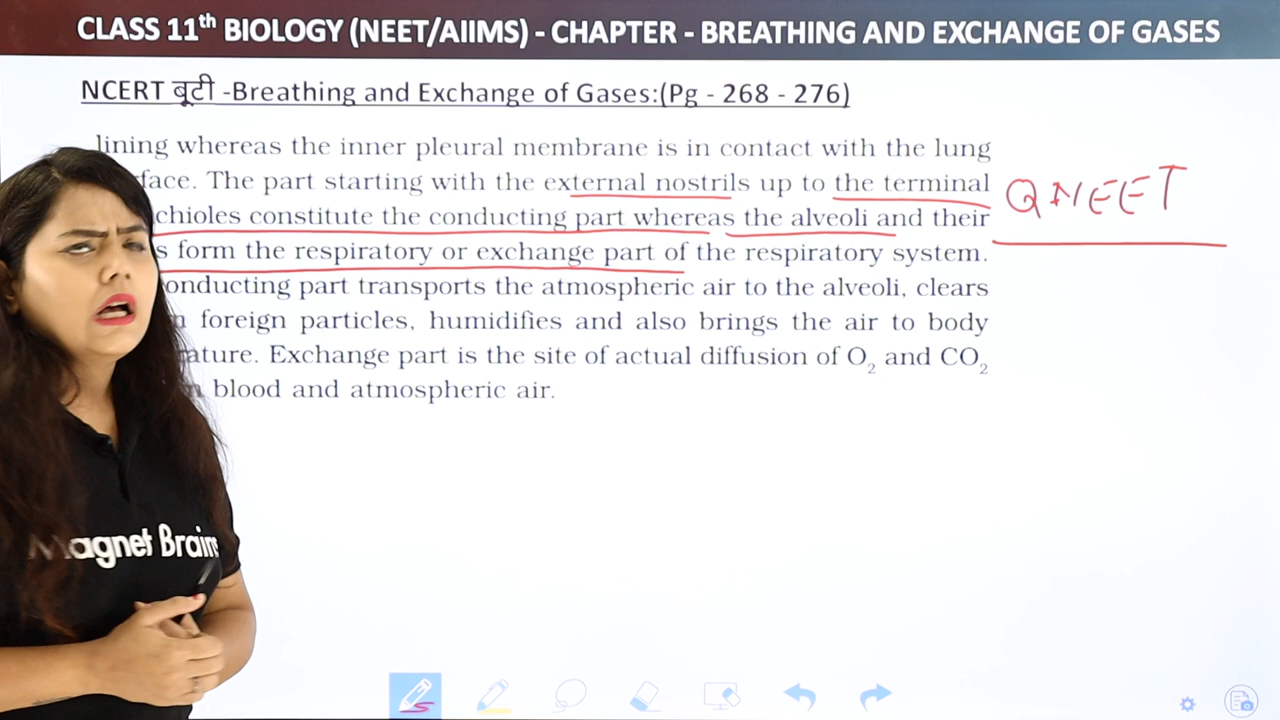 CLASS 11th BIOLOGY (NEET/AIIMS) - CHAPTER - BREATHING AND EXCHANGE OF GASES
NCERT बूटी -Breathing and Exchange of Gases:(Pg - 268 - 276)
lining whereas the inner pleural membrane is in contact with the lung
face. The part starting with the external nostrils up to the terminal
chioles constitute the conducting part whereas the alveoli and their
s form the respiratory or exchange part of the respiratory system.
onducting part transports the atmospheric air to the alveoli, clears
foreign particles, humidifies and also brings the air to body
ature. Exchange part is the site of actual diffusion of O2 and CO2
n blood and atmospheric air.
QNEET
Magnet Brains